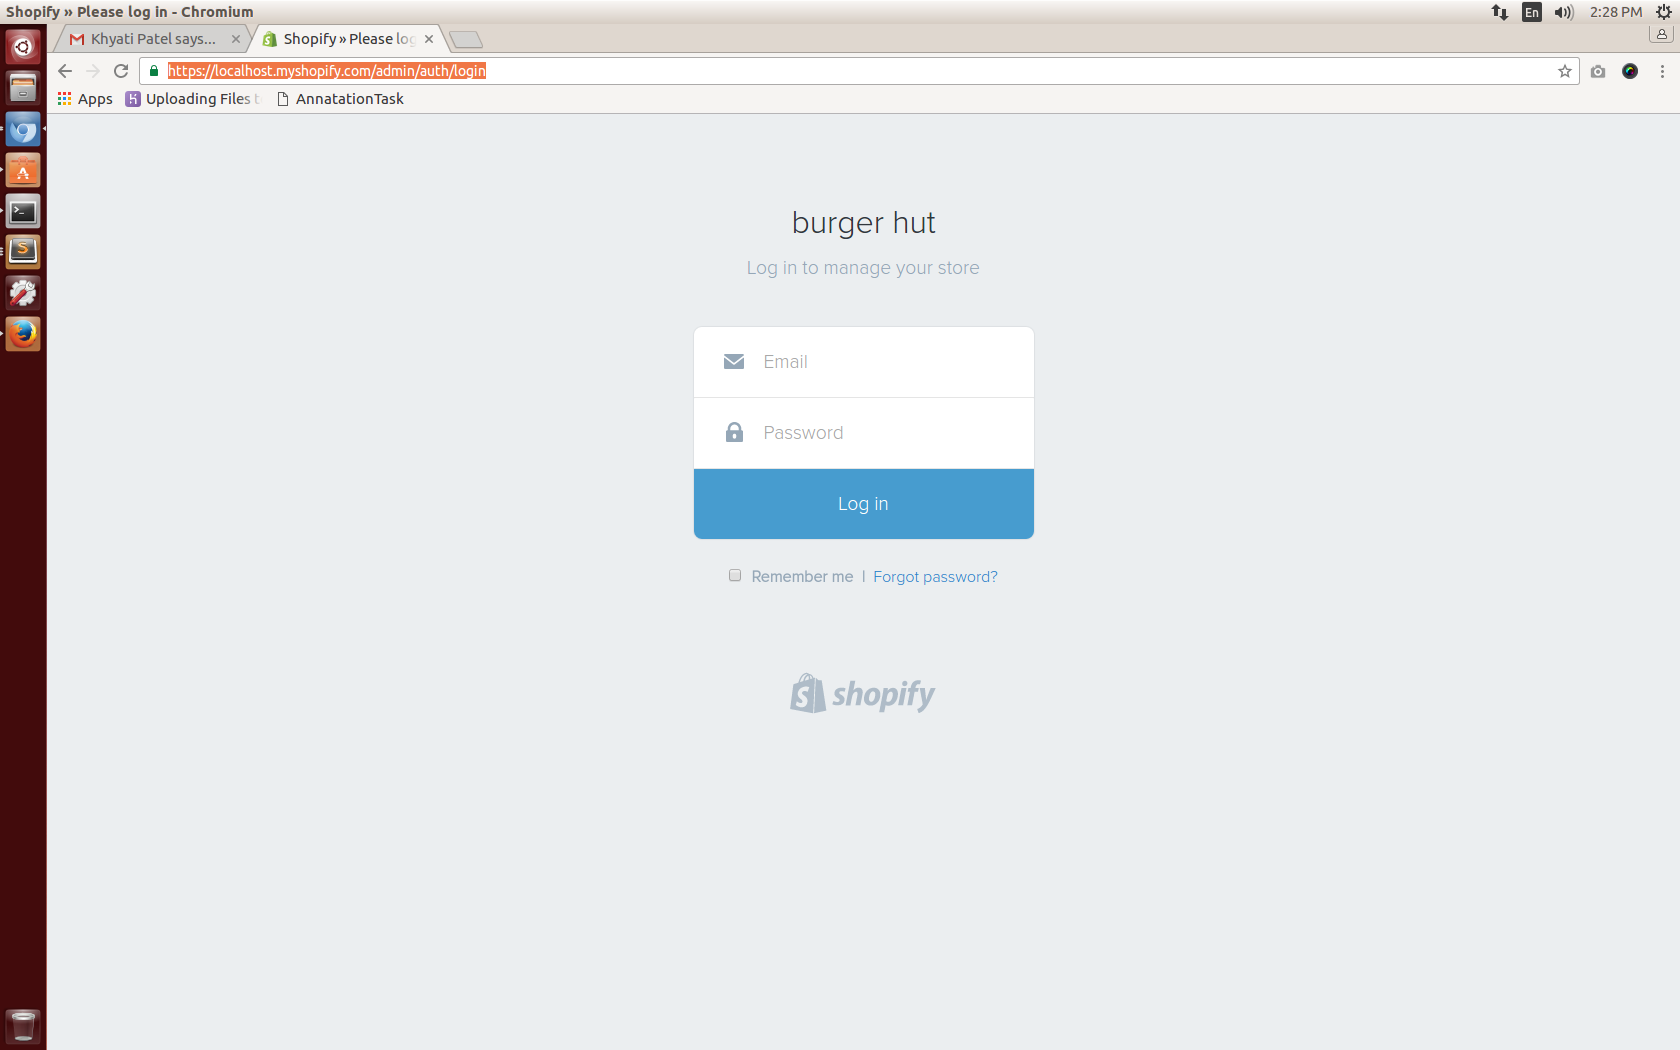 Shopify » Please log in - Chromium
En
2:28 PM
Khyati Patel says...
Shopify » Please log
https://localhost.myshopify.com/admin/auth/login
Apps
Uploading Files t
AnnatationTask
burger hut
Log in to manage your store
Email
Password
Log in
Remember me | Forgot password?
shopify